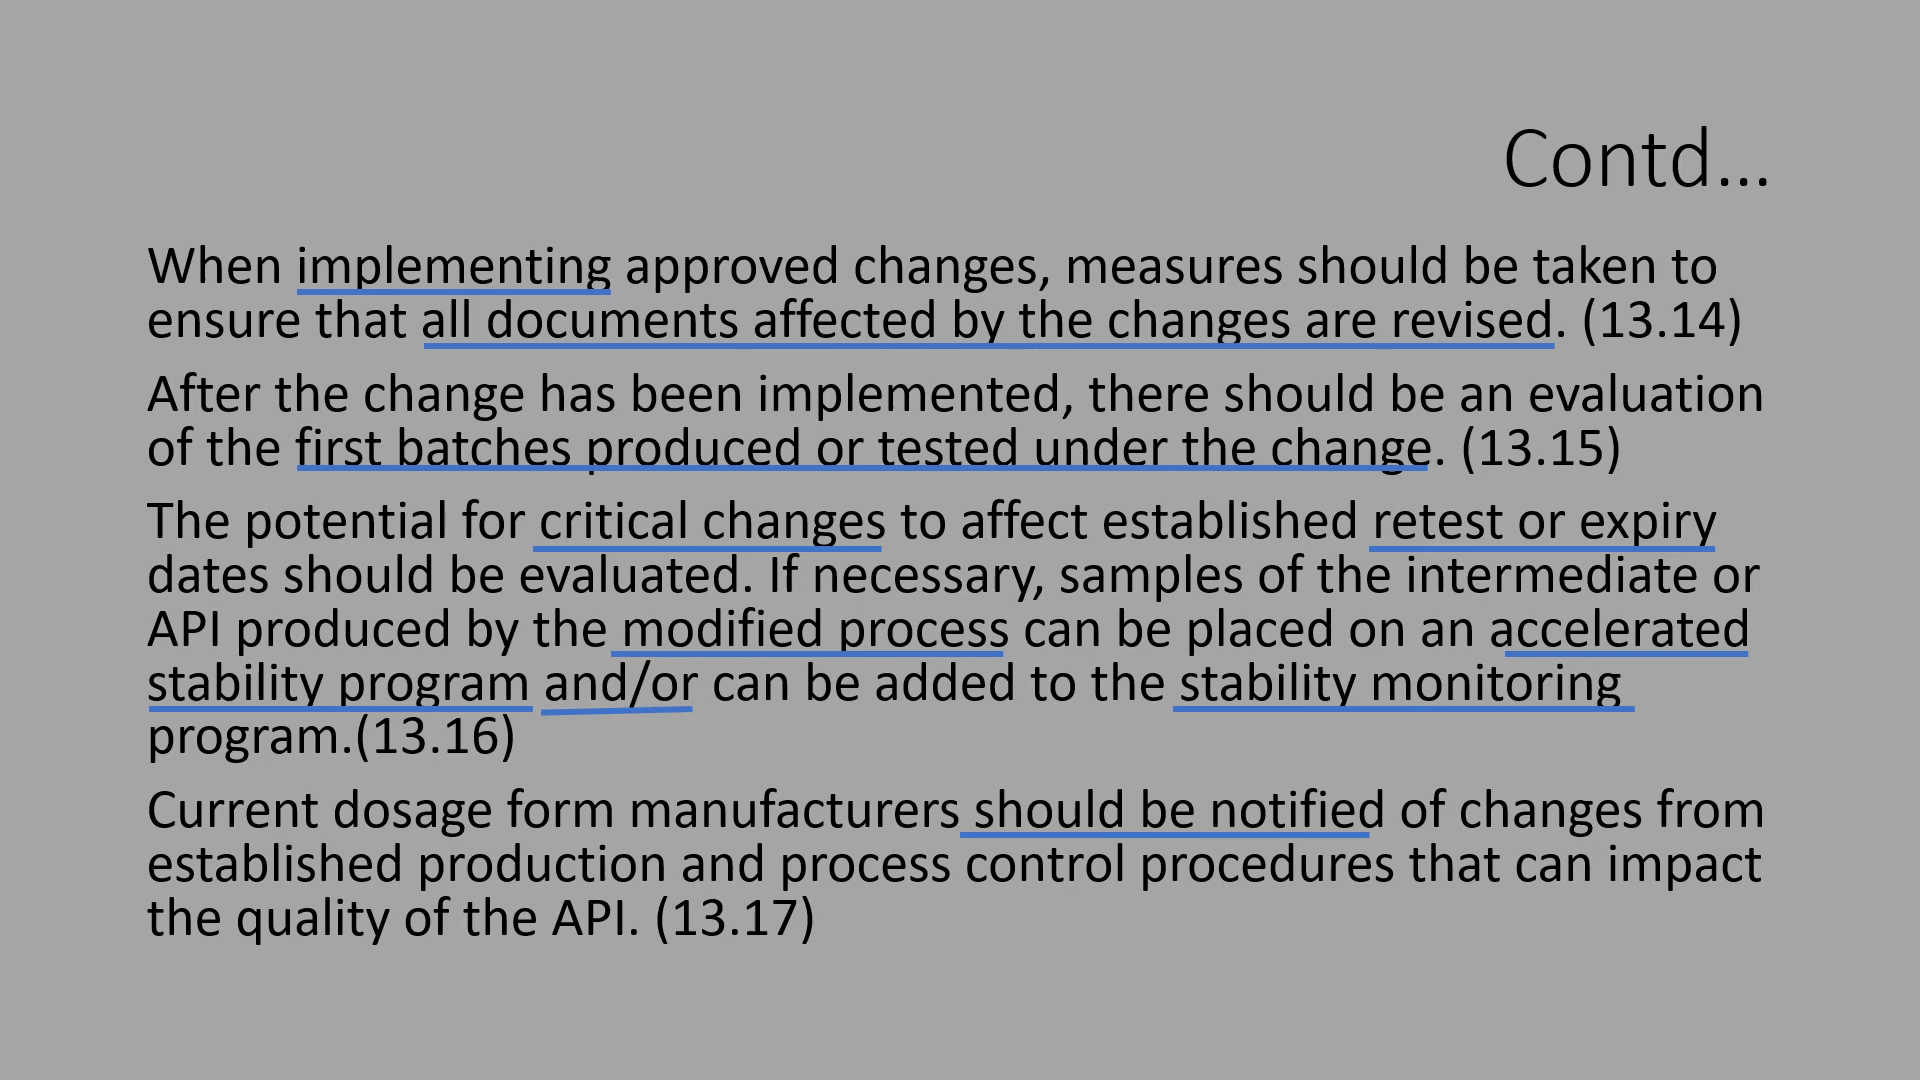 Contd…
When implementing approved changes, measures should be taken to
ensure that all documents affected by the changes are revised. (13.14)
After the change has been implemented, there should be an evaluation
of the first batches produced or tested under the change. (13.15)
The potential for critical changes to affect established retest or expiry
dates should be evaluated. If necessary, samples of the intermediate or
API produced by the modified process can be placed on an accelerated
stability program and/or can be added to the stability monitoring
program.(13.16)
Current dosage form manufacturers should be notified of changes from
established production and process control procedures that can impact
the quality of the API. (13.17)